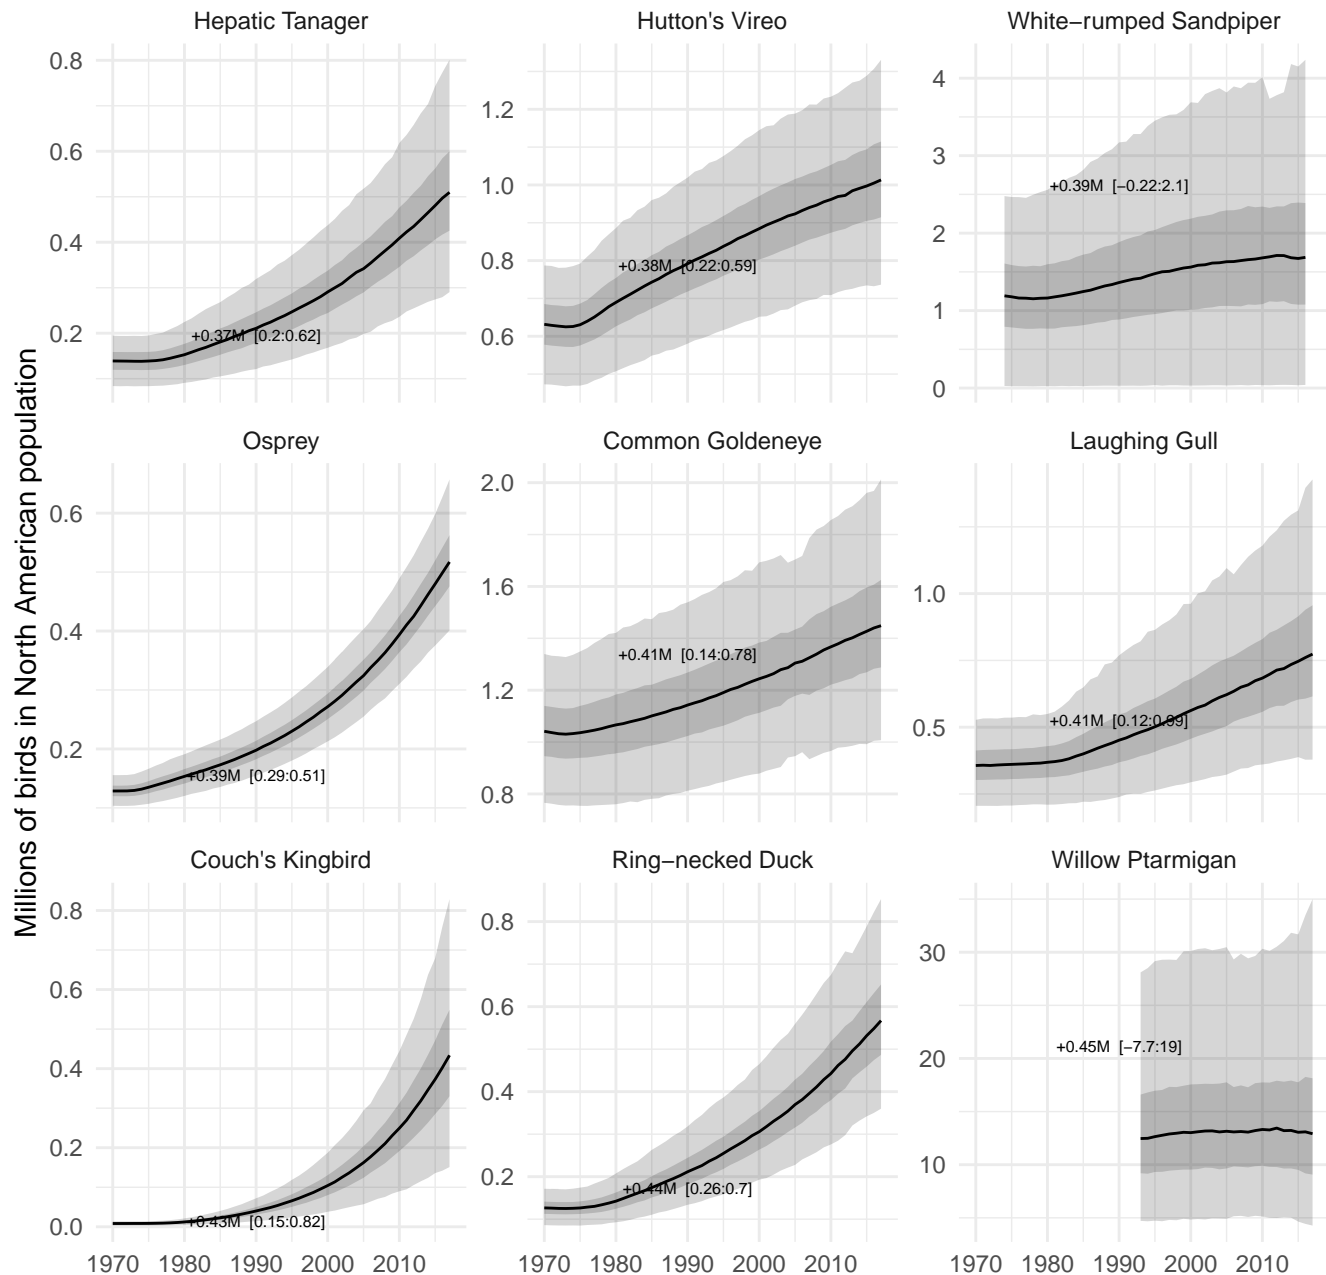 Hepatic Tanager
Hutton's Vireo
White−rumped Sandpiper
0.8
0.6
0.4
0.2
+0.37M [0.2:0.62]
1.2
1.0
0.8
0.6
+0.38M [0.22:0.59]
4
3
2
1
0
+0.39M [−0.22:2.1]
Millions of birds in North American population
Osprey
Common Goldeneye
Laughing Gull
0.6
0.4
0.2
+0.39M [0.29:0.51]
2.0
1.6
1.2
0.8
+0.41M [0.14:0.78]
1.0
0.5
+0.41M [0.12:0.99]
Couch's Kingbird
Ring−necked Duck
Willow Ptarmigan
0.8
0.6
0.4
0.2
0.0
+0.43M [0.15:0.82]
0.8
0.6
0.4
0.2
+0.44M [0.26:0.7]
30
20
10
+0.45M [−7.7:19]
1970 1980 1990 2000 2010
1970 1980 1990 2000 2010
1970 1980 1990 2000 2010